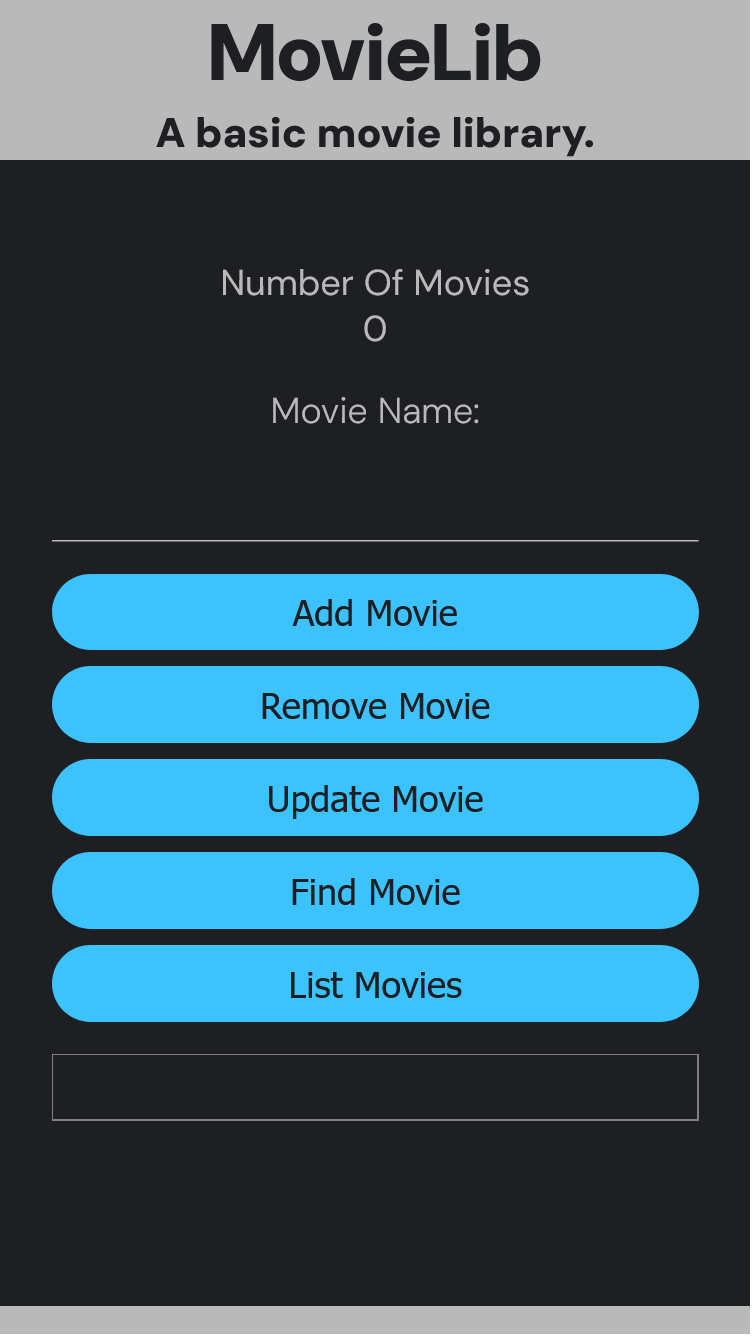 MovieLib
A basic movie library.
Number Of Movies
0
Movie Name:
Add Movie
Remove Movie
Update Movie
Find Movie
List Movies